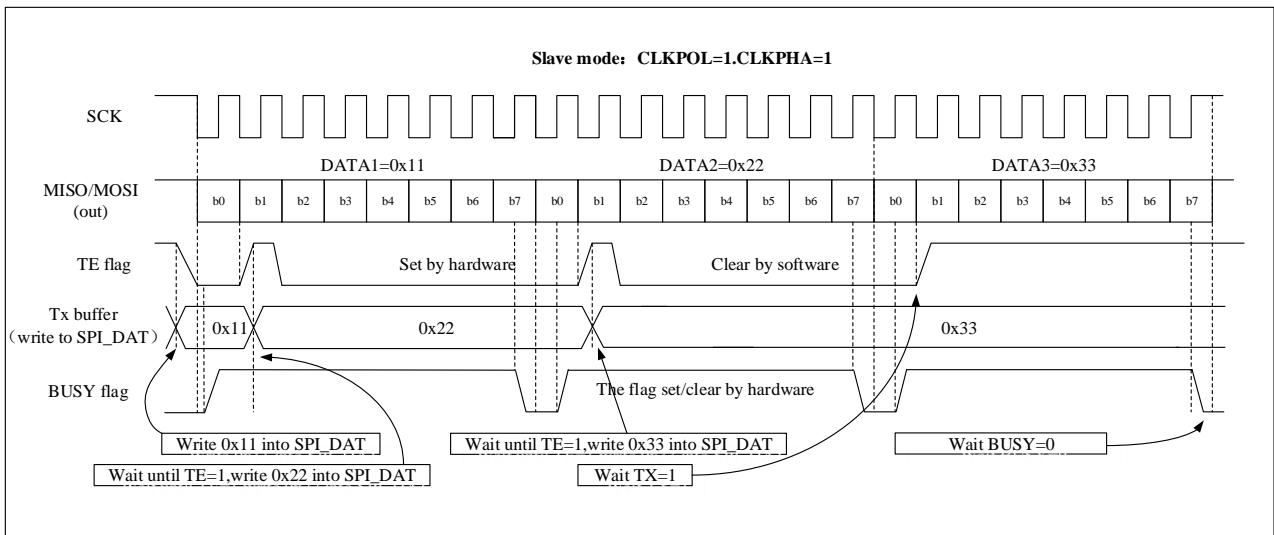 Slave mode：CLKPOL=1.CLKPHA=1
SCK
DATA1=0x11 DATA2=0x22 DATA3=0x33
MISO/MOSI
(out)
b0 b1 b2 b3 b4 b5 b6 b7 b0 b1 b2 b3 b4 b5 b6 b7 b0 b1 b2 b3 b4 b5 b6 b7
TE flag
Set by hardware
Clear by software
Tx buffer
（write to SPI_DAT）
0x11 0x22 0x33
BUSY flag
The flag set/clear by hardware
Write 0x11 into SPI_DAT
Wait until TE=1,write 0x33 into SPI_DAT
Wait BUSY=0
Wait until TE=1,write 0x22 into SPI_DAT
Wait TX=1